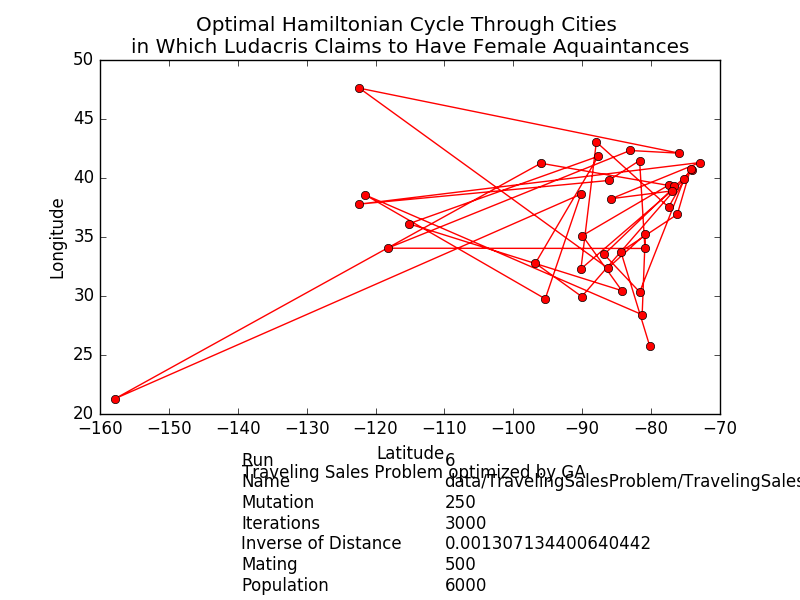 Optimal Hamiltonian Cycle Through Cities
in Which Ludacris Claims to Have Female Aquaintances
50
45
40
35
30
25
20
Longitude
−160 −150 −140 −130 −120 −110 −100 −90 −80 −70
Latitude
Run 6
Traveling Sales Problem optimized by GA
Name data/TravelingSalesProblem/TravelingSales
Mutation 250
Iterations 3000
Inverse of Distance 0.001307134400640442
Mating 500
Population 6000